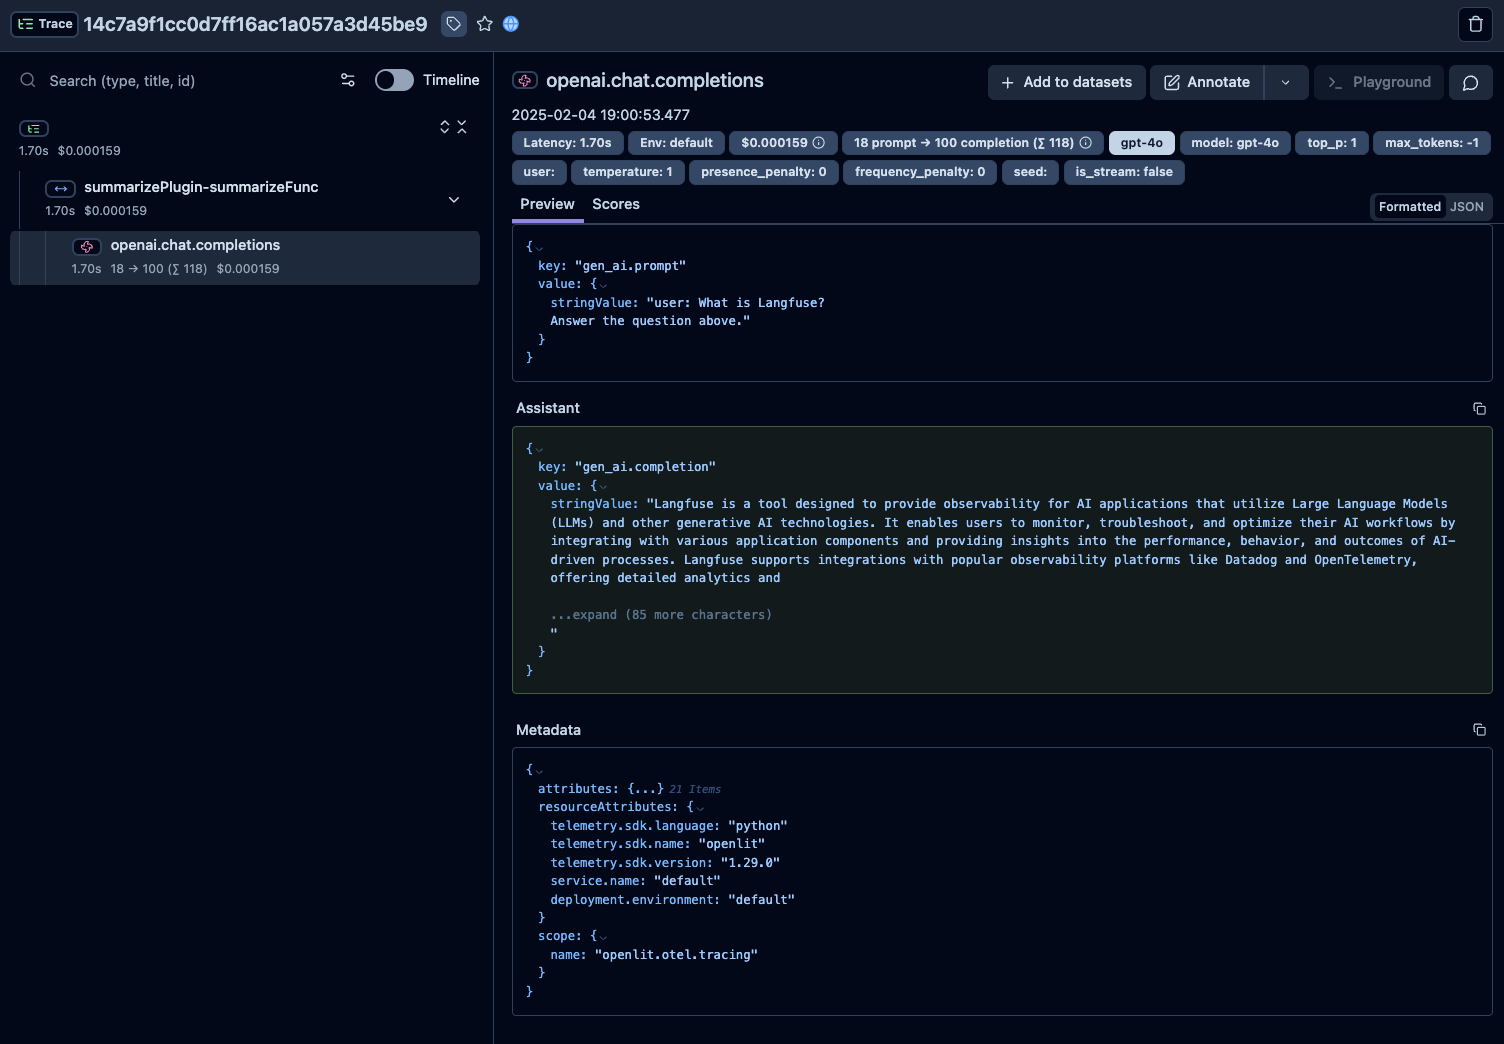 Trace 14c7a9f1cc0d7ff16ac1a057a3d45be9
Search (type, title, id)
Timeline
1.70s $0.000159
summarizePlugin-summarizeFunc
1.70s $0.000159
openai.chat.completions
1.70s 18 → 100 (∑ 118) $0.000159
openai.chat.completions
+ Add to datasets
Annotate
Playground
2025-02-04 19:00:53.477
Latency: 1.70s Env: default $0.000159 18 prompt → 100 completion (∑ 118) gpt-4o model: gpt-4o top_p: 1 max_tokens: -1
user: temperature: 1 presence_penalty: 0 frequency_penalty: 0 seed: is_stream: false
Preview Scores
Formatted JSON
{
key: "gen_ai.prompt"
value: {
stringValue: "user: What is Langfuse?
Answer the question above."
}
}
Assistant
{
key: "gen_ai.completion"
value: {
stringValue: "Langfuse is a tool designed to provide observability for AI applications that utilize Large Language Models
(LLMs) and other generative AI technologies. It enables users to monitor, troubleshoot, and optimize their AI workflows by
integrating with various application components and providing insights into the performance, behavior, and outcomes of AI-
driven processes. Langfuse supports integrations with popular observability platforms like Datadog and OpenTelemetry,
offering detailed analytics and
...expand (85 more characters)
"
}
}
Metadata
{
attributes: {...} 21 Items
resourceAttributes: {
telemetry.sdk.language: "python"
telemetry.sdk.name: "openlit"
telemetry.sdk.version: "1.29.0"
service.name: "default"
deployment.environment: "default"
}
scope: {
name: "openlit.otel.tracing"
}
}